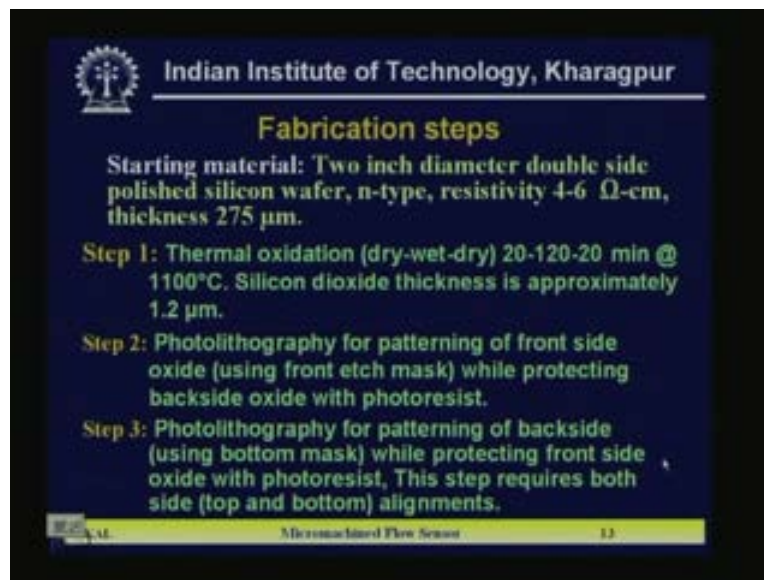 Indian Institute of Technology, Kharagpur
Fabrication steps
Starting material: Two inch diameter double side
polished silicon wafer, n-type, resistivity 4-6 Ω-cm,
thickness 275 µm.
Step 1: Thermal oxidation (dry-wet-dry) 20-120-20 min @
1100°C. Silicon dioxide thickness is approximately
1.2 µm.
Step 2: Photolithography for patterning of front side
oxide (using front etch mask) while protecting
backside oxide with photoresist.
Step 3: Photolithography for patterning of backside
(using bottom mask) while protecting front side
oxide with photoresist, This step requires both
side (top and bottom) alignments.
Micromachined Flow Sensor 13